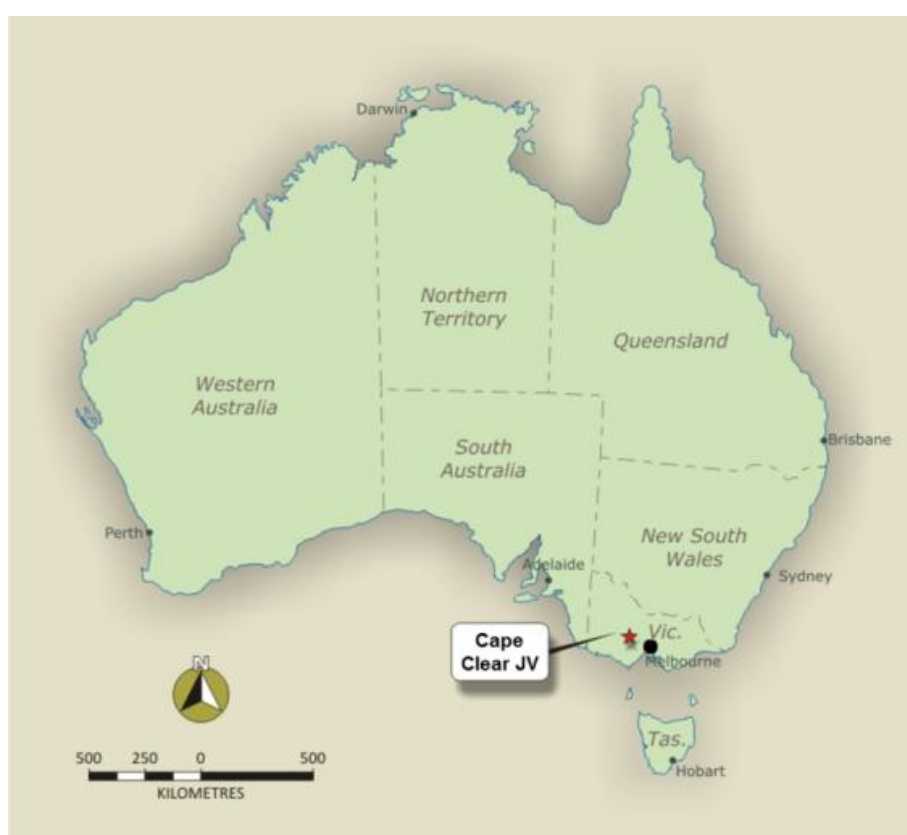 Darwin
Northern
Territory
Queensland
Western
Australia
South
Australia
Brisbane
Perth
New South
Wales
Adelaide
Sydney
Cape
Clear JV
Vic.
Melbourne
N
Tas.
500 250 0 500
Hobart
KILOMETRES